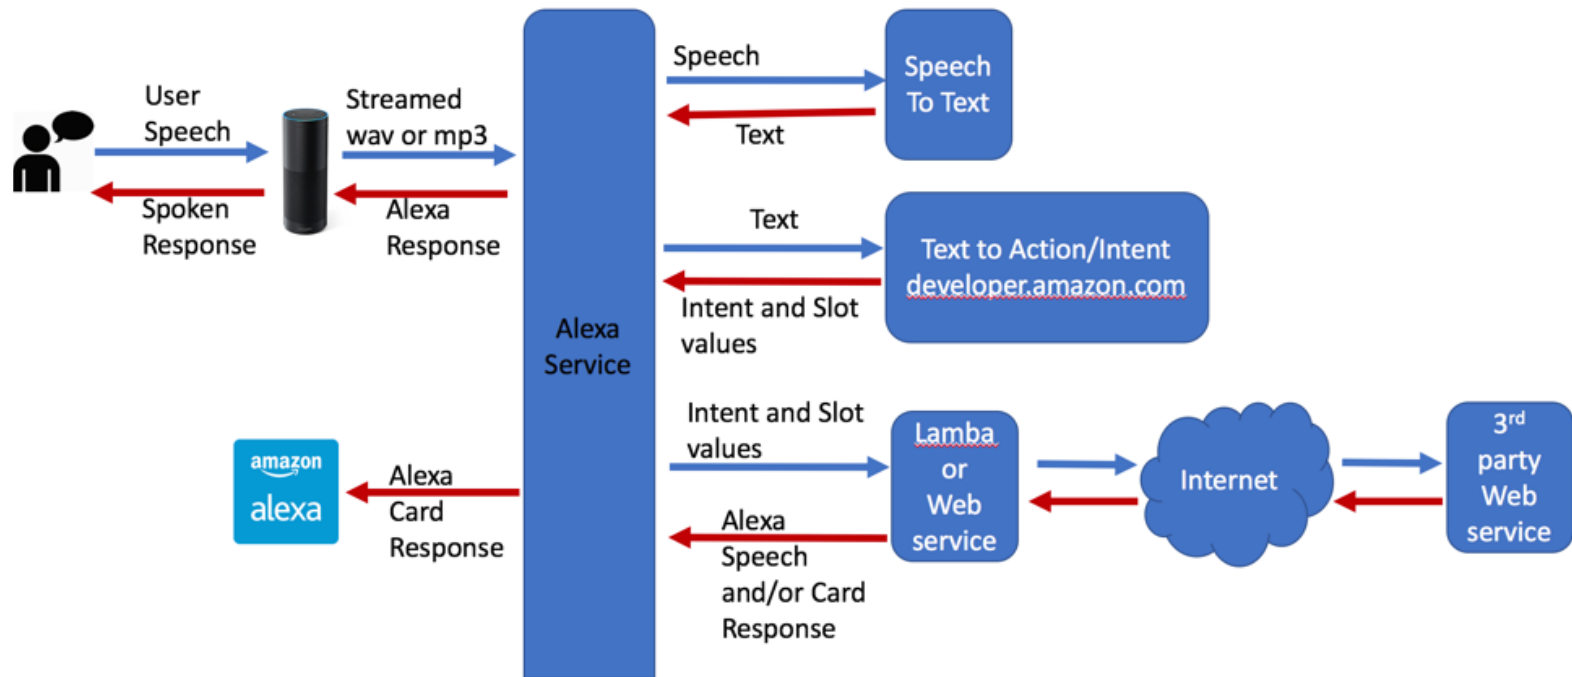 User
Speech
Streamed
wav or mp3
Spoken
Response
Alexa
Response
Alexa
Service
Speech
Text
Speech
To Text
Text
Intent and Slot
values
Text to Action/Intent
developer.amazon.com
Intent and Slot
values
Alexa
Speech
and/or Card
Response
Lamba
or
Web
service
Internet
3rd
party
Web
service
amazon
alexa
Alexa
Card
Response